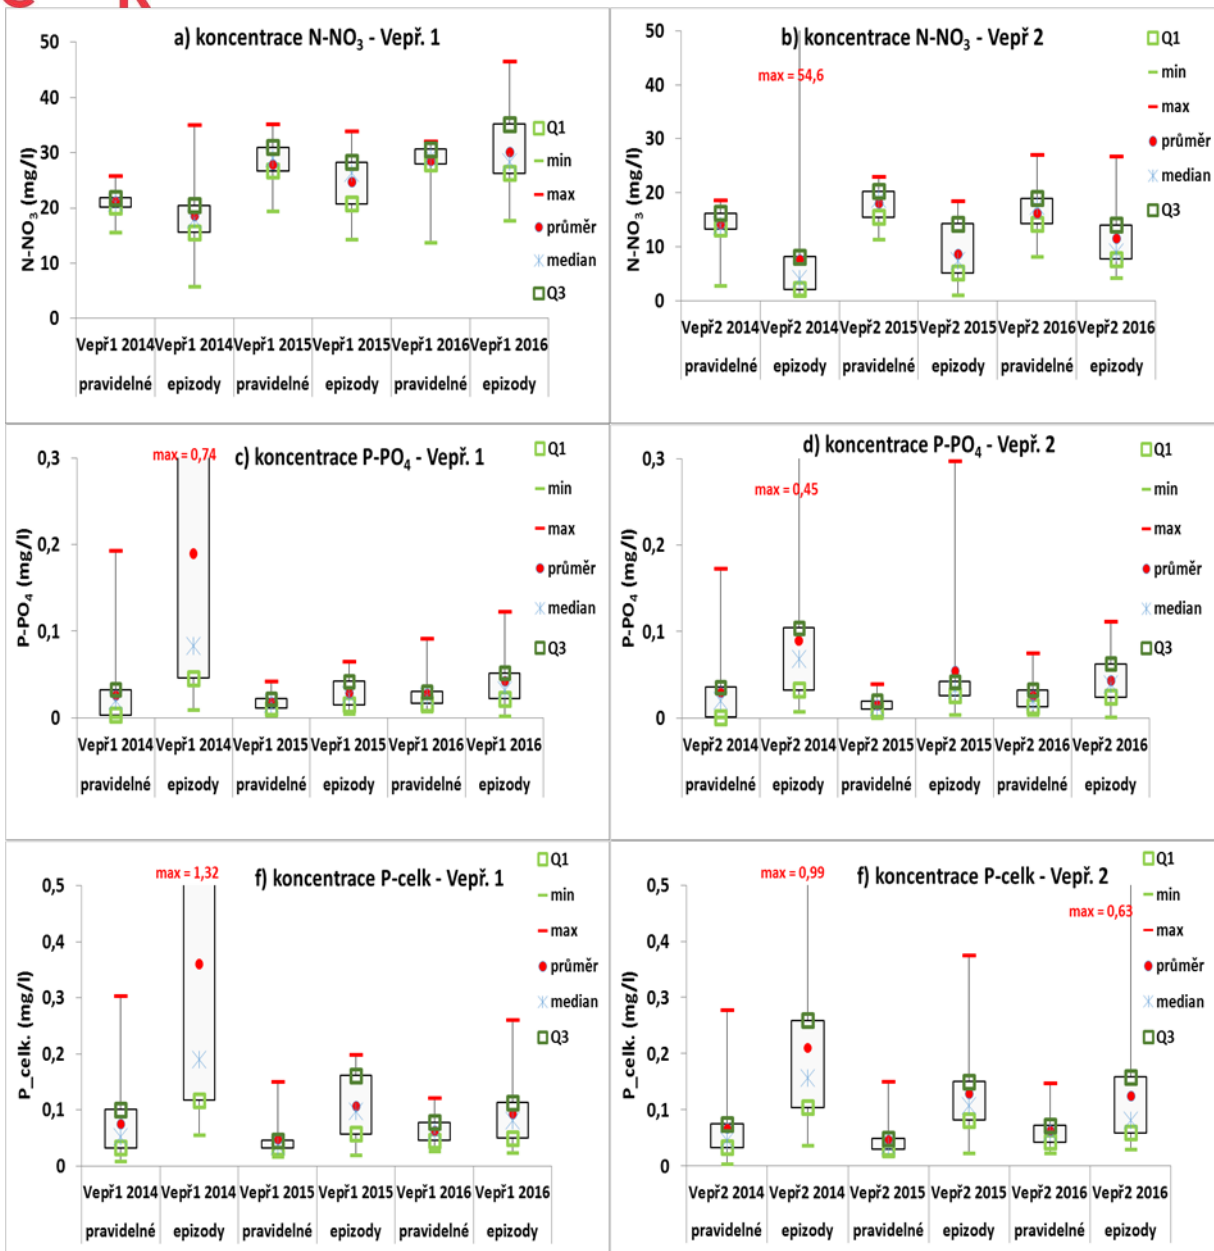 a) koncentrace N-NO₃ - Vepř. 1
N-NO₃ (mg/l)
50
40
30
20
10
0
Vepř1 2014 Vepř1 2014 Vepř1 2015 Vepř1 2015 Vepř1 2016 Vepř1 2016
pravidelné epizody pravidelné epizody pravidelné epizody
Q1
min
max
průměr
median
Q3
b) koncentrace N-NO₃ - Vepř 2
max = 54,6
N-NO₃ (mg/l)
50
40
30
20
10
0
Vepř2 2014 Vepř2 2014 Vepř2 2015 Vepř2 2015 Vepř2 2016 Vepř2 2016
pravidelné epizody pravidelné epizody pravidelné epizody
Q1
min
max
průměr
median
Q3
c) koncentrace P-PO₄ - Vepř. 1
max = 0,74
P-PO₄ (mg/l)
0,3
0,2
0,1
0
Vepř1 2014 Vepř1 2014 Vepř1 2015 Vepř1 2015 Vepř1 2016 Vepř1 2016
pravidelné epizody pravidelné epizody pravidelné epizody
Q1
min
max
průměr
median
Q3
d) koncentrace P-PO₄ - Vepř. 2
max = 0,45
P-PO₄ (mg/l)
0,3
0,2
0,1
0
Vepř2 2014 Vepř2 2014 Vepř2 2015 Vepř2 2015 Vepř2 2016 Vepř2 2016
pravidelné epizody pravidelné epizody pravidelné epizody
Q1
min
max
průměr
median
Q3
f) koncentrace P-celk - Vepř. 1
max = 1,32
P_celk. (mg/l)
0,5
0,4
0,3
0,2
0,1
0
Vepř1 2014 Vepř1 2014 Vepř1 2015 Vepř1 2015 Vepř1 2016 Vepř1 2016
pravidelné epizody pravidelné epizody pravidelné epizody
Q1
min
max
průměr
median
Q3
f) koncentrace P-celk - Vepř. 2
max = 0,99
max = 0,63
P_celk. (mg/l)
0,5
0,4
0,3
0,2
0,1
0
Vepř2 2014 Vepř2 2014 Vepř2 2015 Vepř2 2015 Vepř2 2016 Vepř2 2016
pravidelné epizody pravidelné epizody pravidelné epizody
Q1
min
max
průměr
median
Q3